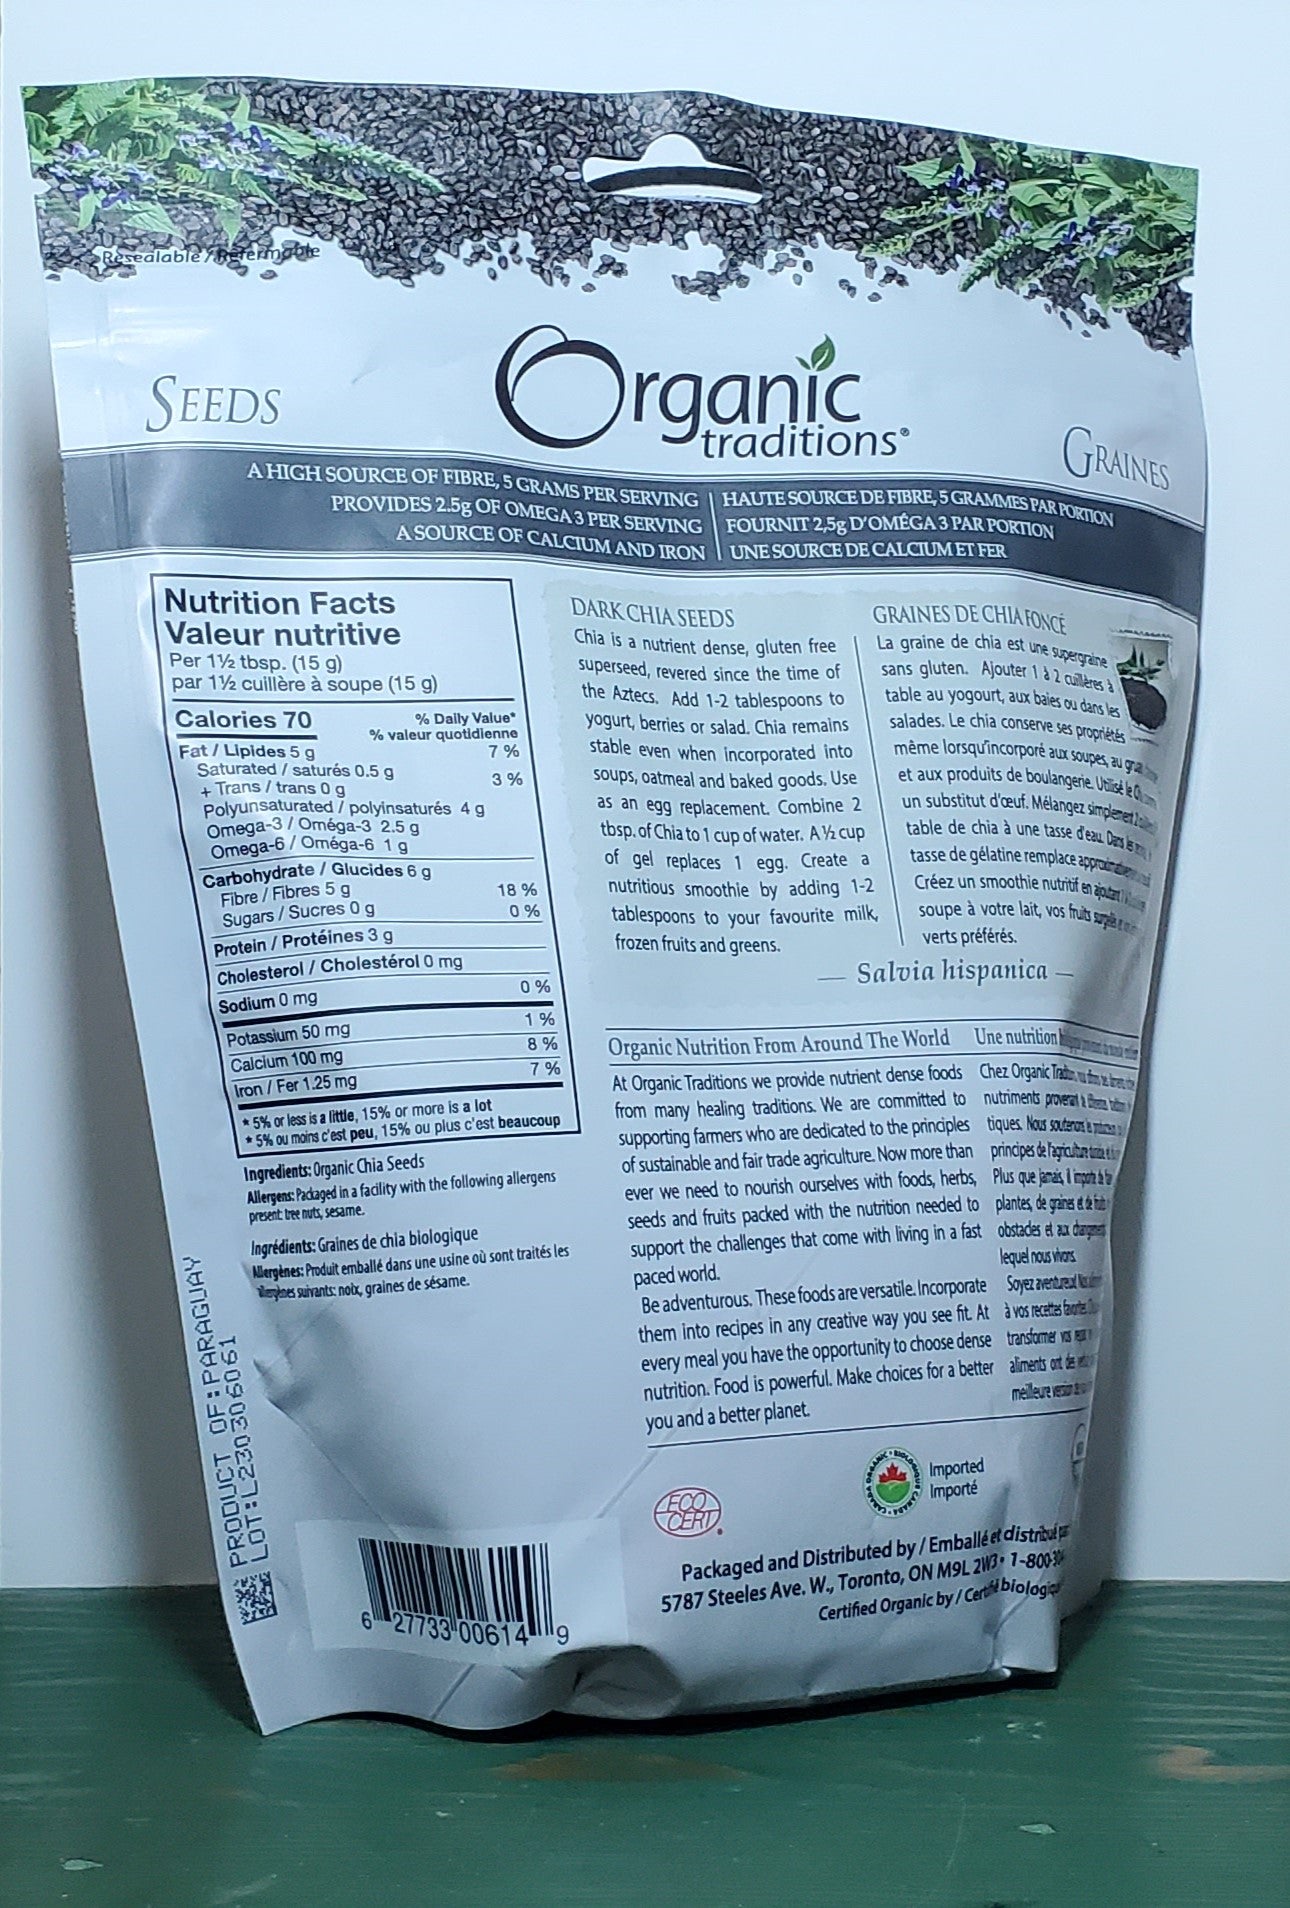 Resealable / Refermable
SEEDS
Organic
traditions®
GRAINES
A HIGH SOURCE OF FIBRE, 5 GRAMS PER SERVING
PROVIDES 2.5g OF OMEGA 3 PER SERVING
A SOURCE OF CALCIUM AND IRON
HAUTE SOURCE DE FIBRE, 5 GRAMMES PAR PORTION
FOURNIT 2,5g D'OMÉGA 3 PAR PORTION
UNE SOURCE DE CALCIUM ET FER
Nutrition Facts
Valeur nutritive
Per 1½ tbsp. (15 g)
par 1½ cuillère à soupe (15 g)
Calories 70
% Daily Value*
% valeur quotidienne
Fat / Lipides 5 g 7 %
Saturated / saturés 0.5 g
+ Trans / trans 0 g 3 %
Polyunsaturated / polyinsaturés 4 g
Omega-3 / Oméga-3 2.5 g
Omega-6 / Oméga-6 1 g
Carbohydrate / Glucides 6 g
Fibre / Fibres 5 g 18 %
Sugars / Sucres 0 g 0 %
Protein / Protéines 3 g
Cholesterol / Cholestérol 0 mg
Sodium 0 mg 0 %
Potassium 50 mg 1 %
Calcium 100 mg 8 %
Iron / Fer 1.25 mg 7 %
* 5% or less is a little, 15% or more is a lot
* 5% ou moins c'est peu, 15% ou plus c'est beaucoup
Ingredients: Organic Chia Seeds
Allergens: Packaged in a facility with the following allergens
present: tree nuts, sesame.
Ingrédients: Graines de chia biologique
Allergènes: Produit emballé dans une usine où sont traités les
allergènes suivants: noix, graines de sésame.
PRODUCT OF:PARAGUAY
LOT:L230306061
6 27733 00614 9
DARK CHIA SEEDS
Chia is a nutrient dense, gluten free
superseed, revered since the time of
the Aztecs. Add 1-2 tablespoons to
yogurt, berries or salad. Chia remains
stable even when incorporated into
soups, oatmeal and baked goods. Use
as an egg replacement. Combine 2
tbsp. of Chia to 1 cup of water. A ½ cup
of gel replaces 1 egg. Create a
nutritious smoothie by adding 1-2
tablespoons to your favourite milk,
frozen fruits and greens.
GRAINES DE CHIA FONCÉ
La graine de chia est une supergraine
sans gluten. Ajouter 1 à 2 cuillères à
table au yogourt, aux baies ou dans les
salades. Le chia conserve ses propriétés
même lorsqu'incorporé aux soupes, au
et aux produits de boulangerie. Utilisé le
un substitut d'œuf. Mélangez simplement 2
table de chia à une tasse d'eau. Dans
tasse de gélatine remplace
Créez un smoothie nutritif en ajoutant
soupe à votre lait, vos fruits surgelés
verts préférés.
— Salvia hispanica —
Organic Nutrition From Around The World
At Organic Traditions we provide nutrient dense foods
from many healing traditions. We are committed to
supporting farmers who are dedicated to the principles
of sustainable and fair trade agriculture. Now more than
ever we need to nourish ourselves with foods, herbs,
seeds and fruits packed with the nutrition needed to
support the challenges that come with living in a fast
paced world.
Be adventurous. These foods are versatile. Incorporate
them into recipes in any creative way you see fit. At
every meal you have the opportunity to choose dense
nutrition. Food is powerful. Make choices for a better
you and a better planet.
Une nutrition
Chez Organic
nutriments provenant
tiques. Nous soutenons
principes de l'agriculture
Plus que jamais, il importe de
plantes, de graines et de
obstacles et aux
lequel nous vivons.
Soyez
à vos recettes
transformer vos
aliments ont des
meilleure version
ECO
CERT
CANADA ORGANIC • BIOLOGIQUE CANADA
Imported
Importé
Packaged and Distributed by / Emballé et distribué par
5787 Steeles Ave. W., Toronto, ON M9L 2W3 • 1-800-
Certified Organic by / Certifié